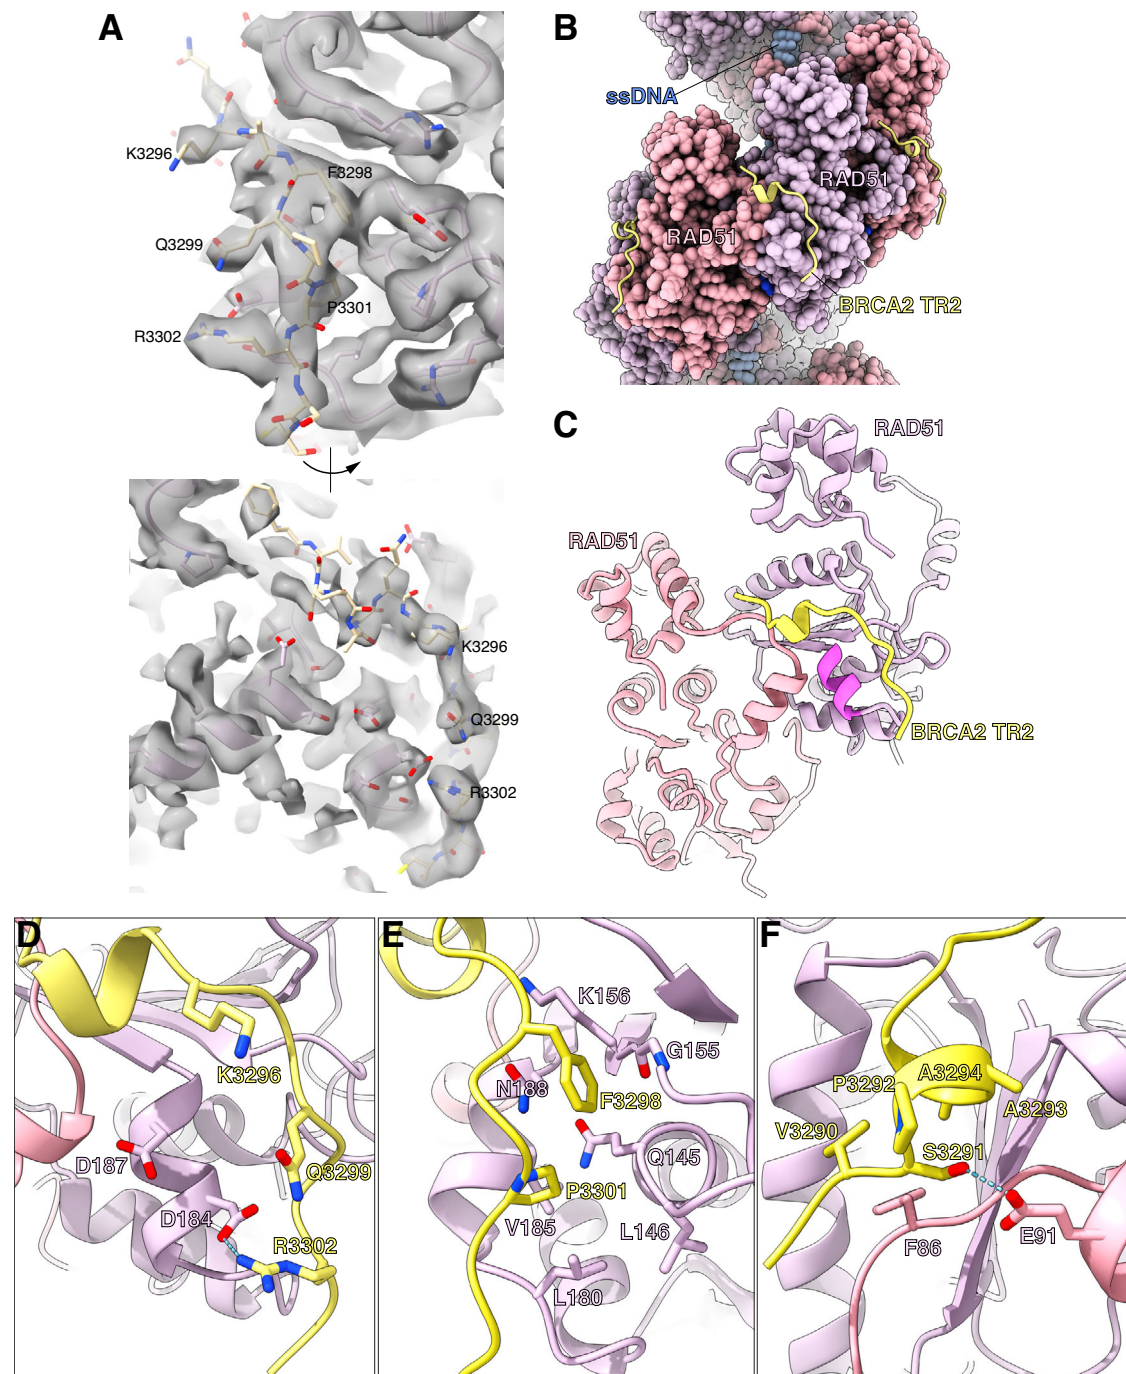 A
K3296
F3298
Q3299
P3301
R3302
K3296
Q3299
R3302
B
ssDNA
RAD51
RAD51
BRCA2 TR2
C
RAD51
RAD51
BRCA2 TR2
D
K3296
D187
Q3299
D184
R3302
E
K156
G155
N188
F3298
Q145
P3301
V185
L146
L180
F
A3294
P3292
A3293
V3290
S3291
F86
E91